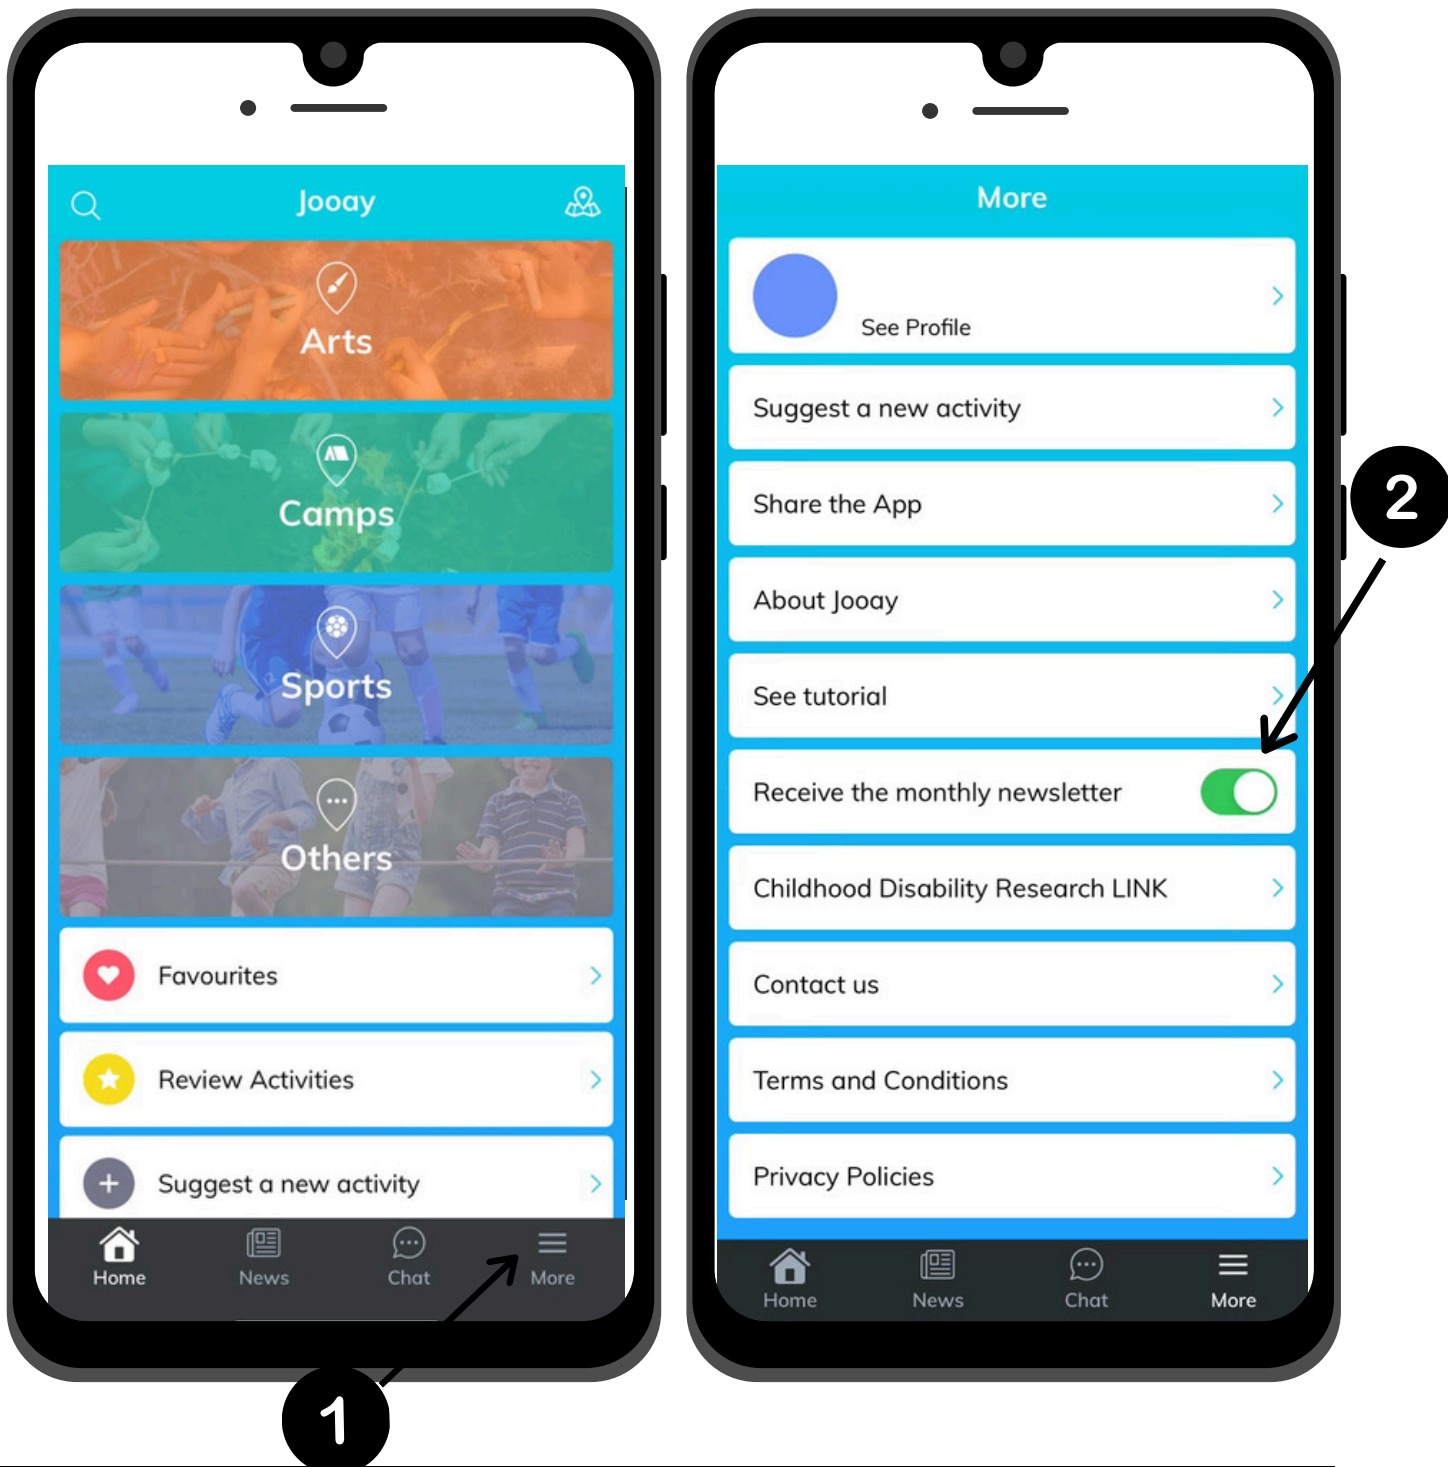 Jooay
Arts
Camps
Sports
Others
Favourites
Review Activities
Suggest a new activity
Home News Chat More
1
More
See Profile
Suggest a new activity
Share the App
About Jooay
See tutorial
Receive the monthly newsletter
Childhood Disability Research LINK
Contact us
Terms and Conditions
Privacy Policies
Home News Chat More
2